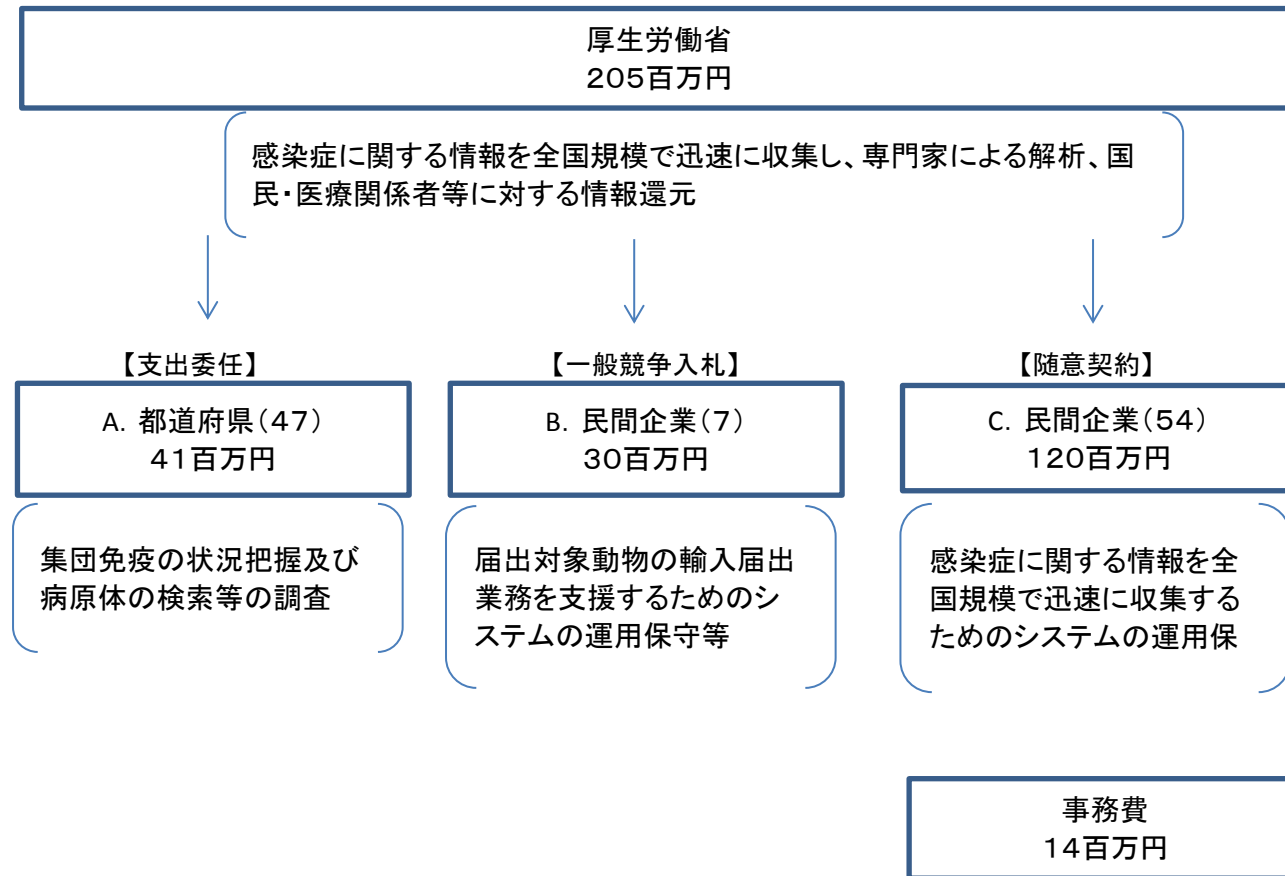 厚生労働省
205百万円
感染症に関する情報を全国規模で迅速に収集し、専門家による解析、国
民・医療関係者等に対する情報還元
【支出委任】
A. 都道府県(47)
41百万円
集団免疫の状況把握及び
病原体の検索等の調査
【一般競争入札】
B. 民間企業(7)
30百万円
届出対象動物の輸入届出
業務を支援するためのシ
ステムの運用保守等
【随意契約】
C. 民間企業(54)
120百万円
感染症に関する情報を全
国規模で迅速に収集する
ためのシステムの運用保
事務費
14百万円